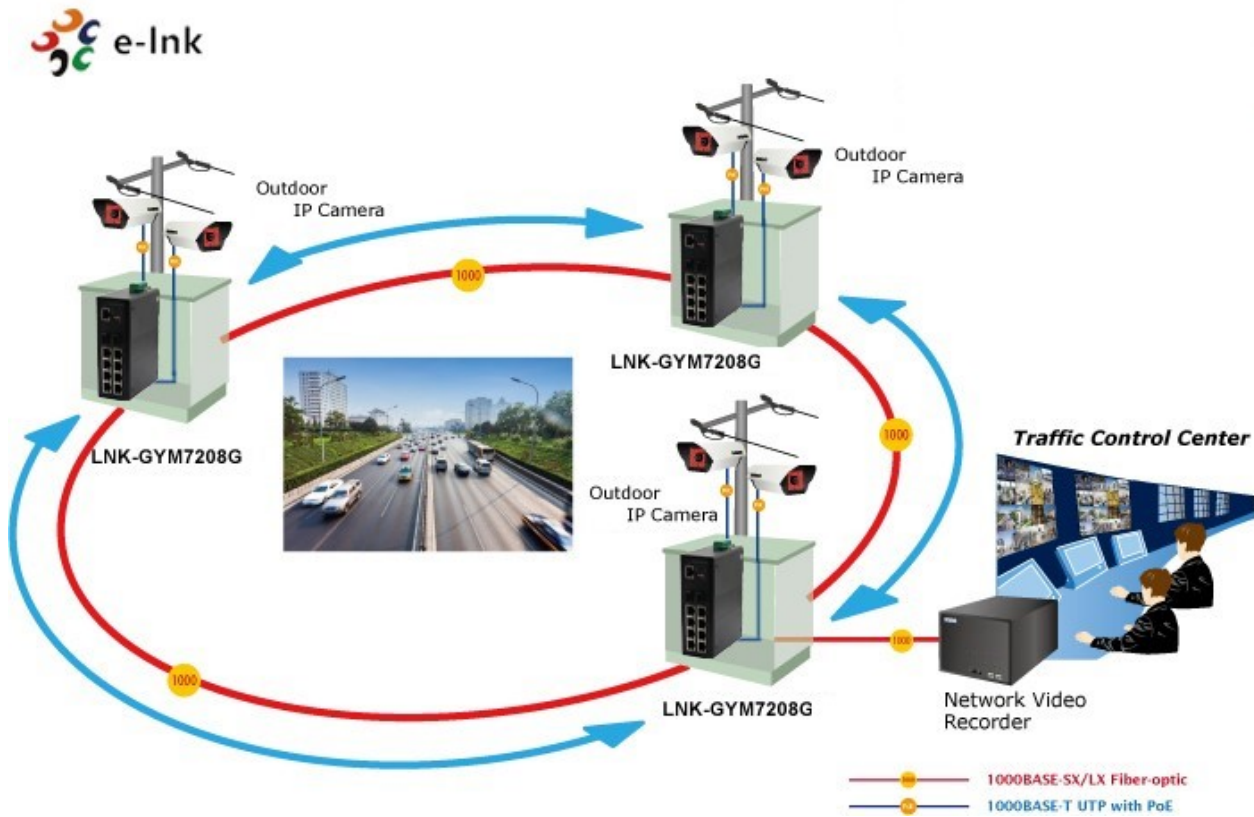 e-lnk
Outdoor
IP Camera
Outdoor
IP Camera
1000
LNK-GYM7208G
LNK-GYM7208G
1000
Traffic Control Center
Outdoor
IP Camera
1000
1000
LNK-GYM7208G
Network Video
Recorder
1000BASE-SX/LX Fiber-optic
1000BASE-T UTP with PoE